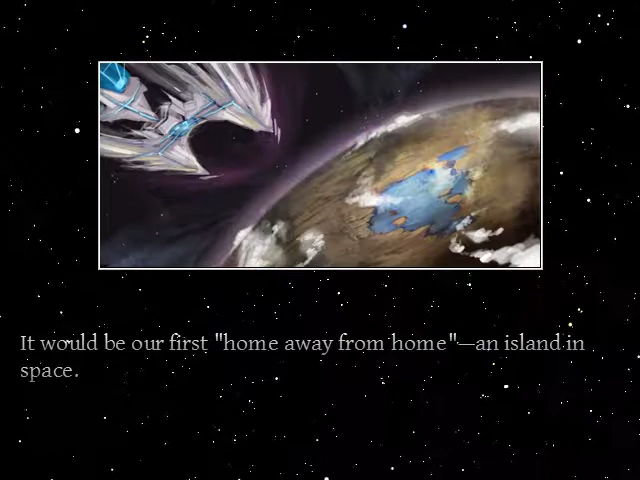 It would be our first "home away from home"—an island in
space.